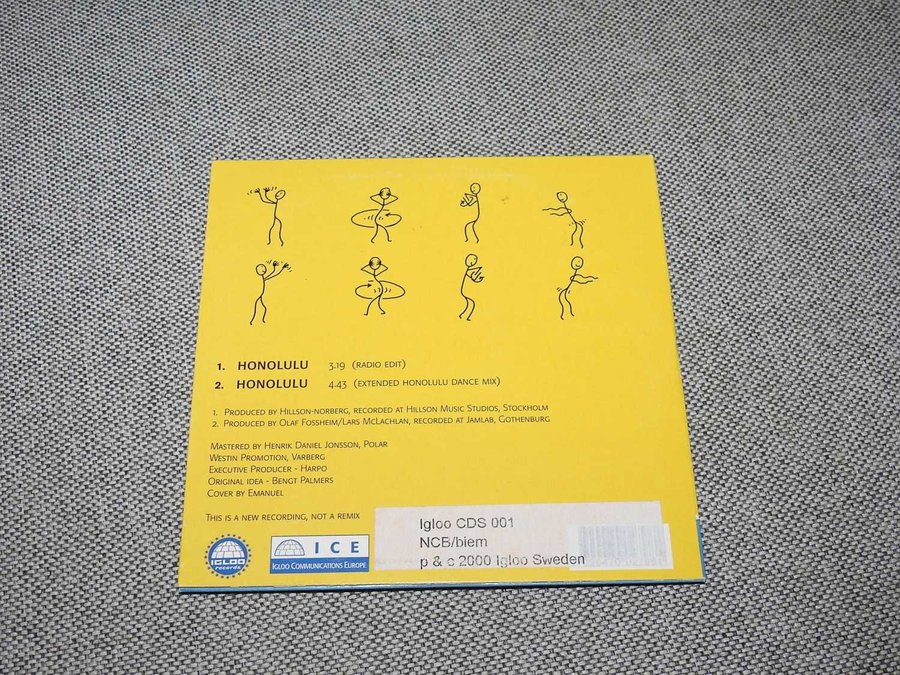 1. HONOLULU 3.19 (RADIO EDIT)
2. HONOLULU 4.43 (EXTENDED HONOLULU DANCE MIX)
1. PRODUCED BY HILLSON-NORBERG, RECORDED AT HILLSON MUSIC STUDIOS, STOCKHOLM
2. PRODUCED BY OLAF FOSSHEIM/LARS MCLACHLAN, RECORDED AT JAMLAB, GOTHENBURG
MASTERED BY HENRIK DANIEL JONSSON, POLAR
WESTIN PROMOTION, VARBERG
EXECUTIVE PRODUCER - HARPO
ORIGINAL IDEA - BENGT PALMERS
COVER BY EMANUEL
THIS IS A NEW RECORDING, NOT A REMIX
IGLOO
records
ICE
IGLOO COMMUNICATIONS EUROPE
Igloo CDS 001
NCB/biem
p & c 2000 Igloo Sweden